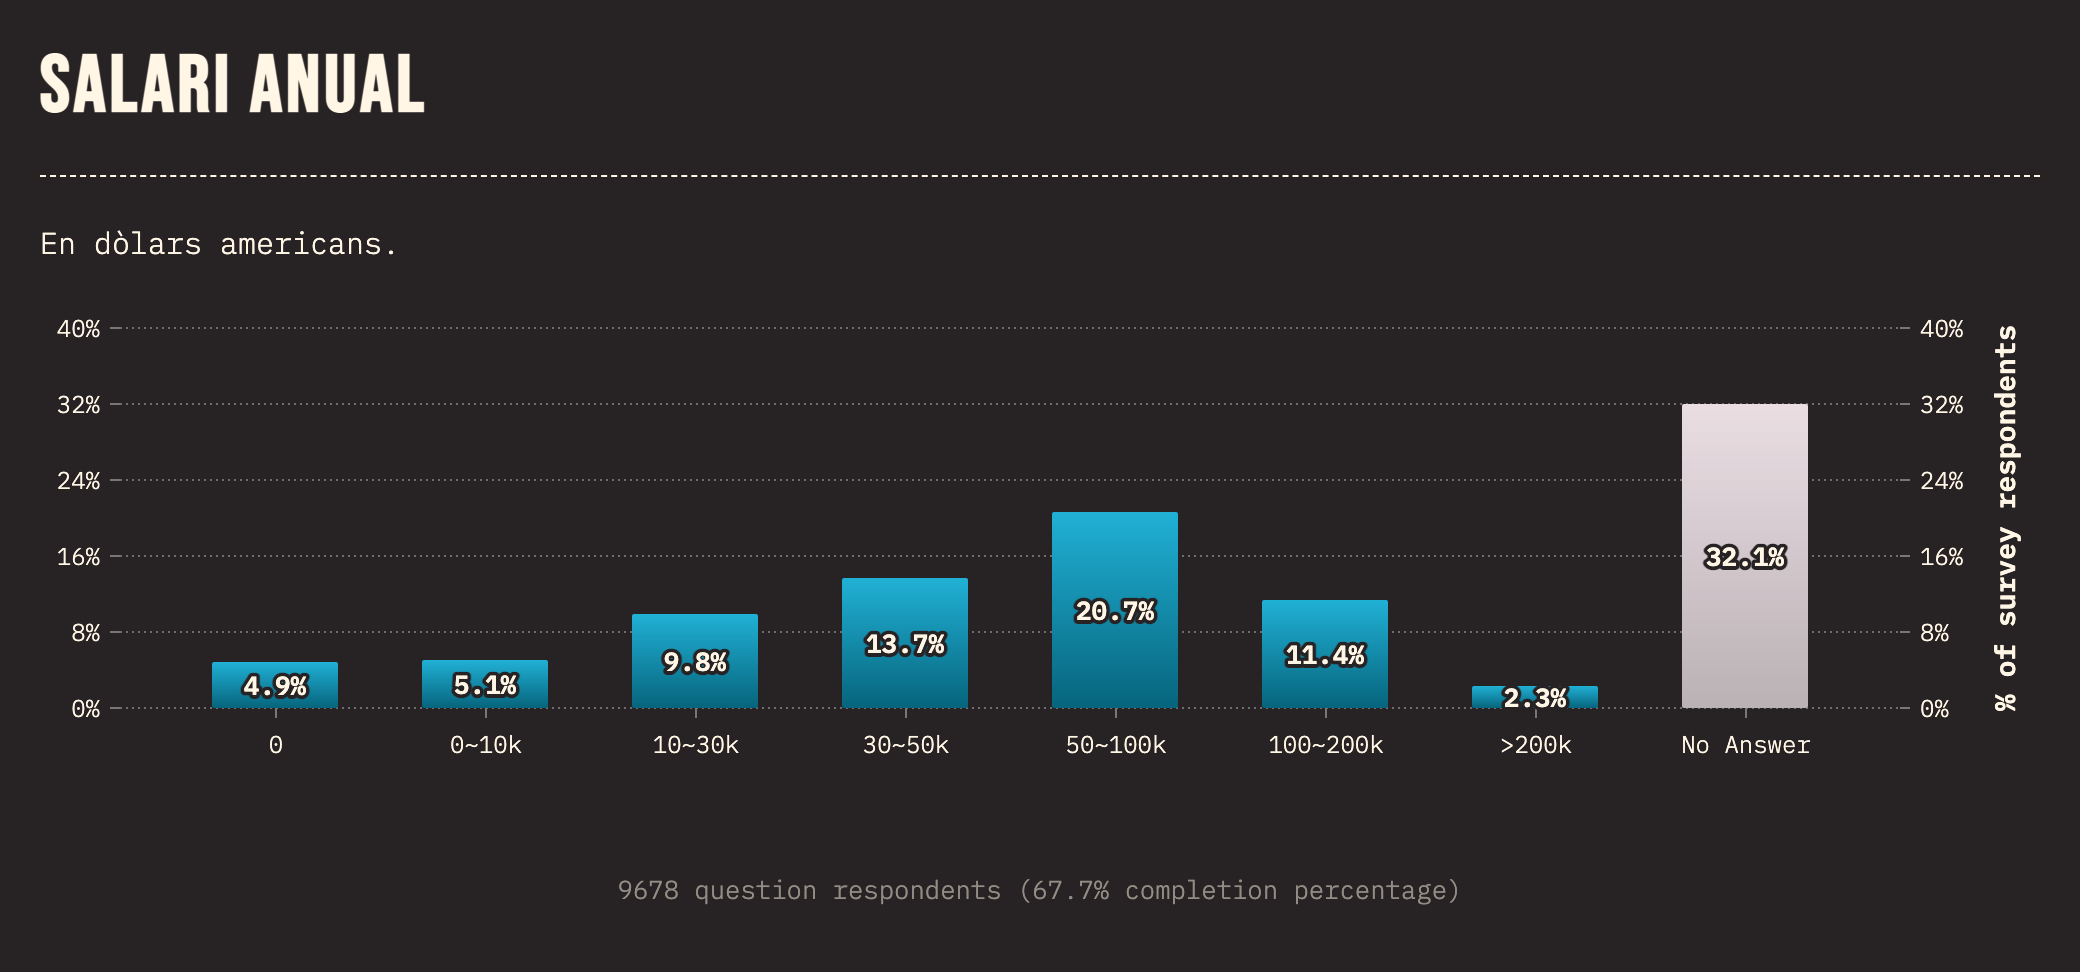 SALARI ANUAL
En dòlars americans.
40%
32%
24%
16%
8%
0%
4.9%
5.1%
9.8%
13.7%
20.7%
11.4%
2.3%
32.1%
0
0~10k
10~30k
30~50k
50~100k
100~200k
>200k
No Answer
40%
32%
24%
16%
8%
0%
% of survey respondents
9678 question respondents (67.7% completion percentage)